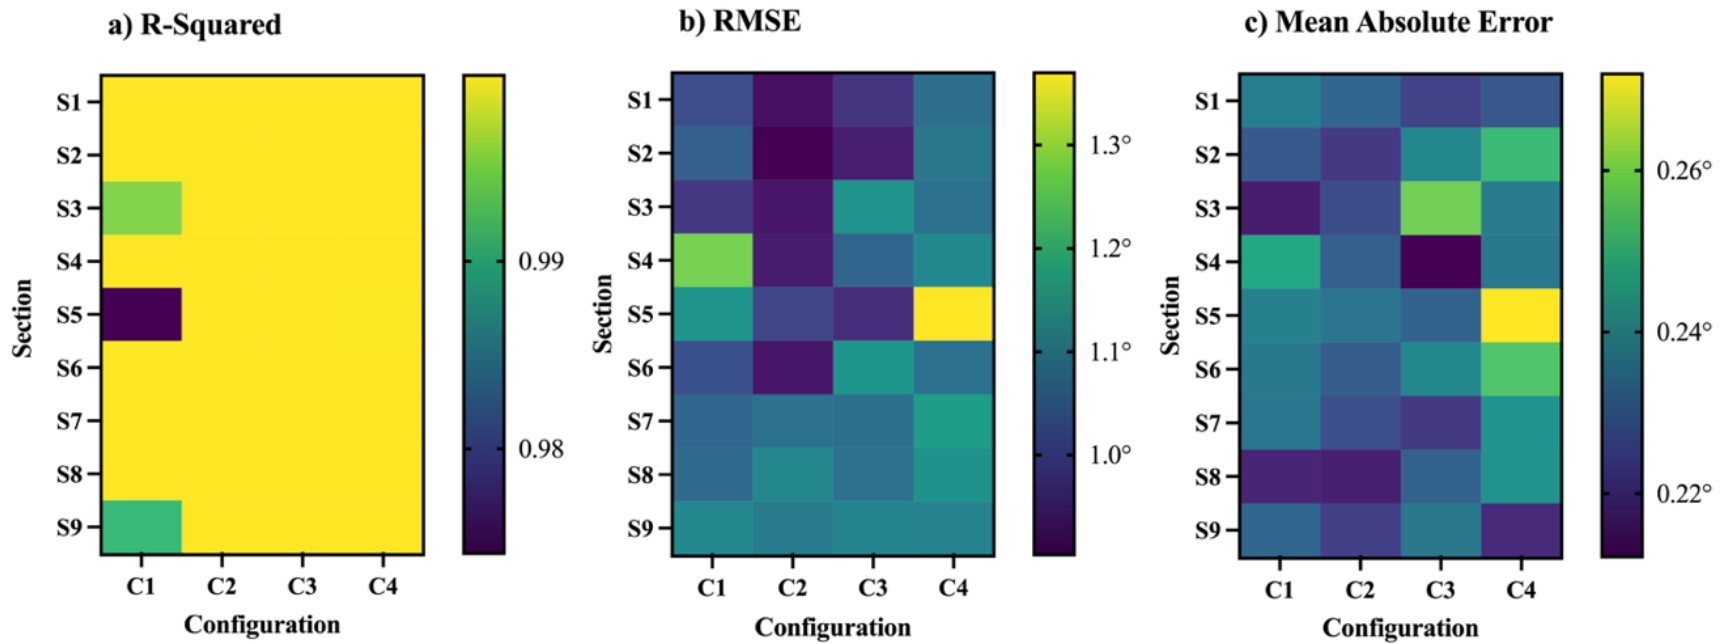 a) R-Squared
S1
S2
S3
S4
S5
S6
S7
S8
S9
Section
C1 C2 C3 C4
Configuration
0.99
0.98
b) RMSE
S1
S2
S3
S4
S5
S6
S7
S8
S9
Section
C1 C2 C3 C4
Configuration
1.3°
1.2°
1.1°
1.0°
c) Mean Absolute Error
S1
S2
S3
S4
S5
S6
S7
S8
S9
Section
C1 C2 C3 C4
Configuration
0.26°
0.24°
0.22°